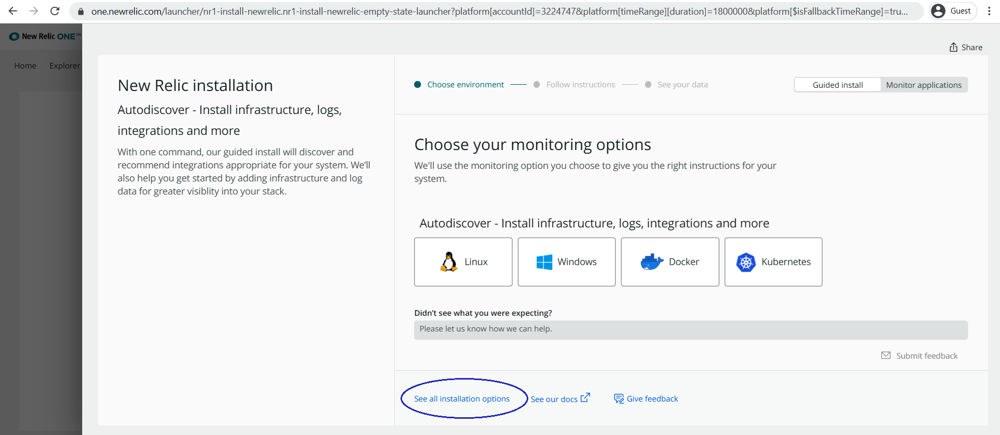 one.newrelic.com/launcher/nr1-install-newrelic.nr1-install-newrelic-empty-state-launcher?platform[accountId]=3224747&platform[timeRange][duration]=1800000&platform[$isFallbackTimeRange]=tru...
Guest
New Relic ONE™
Share
Home
Explorer
New Relic installation
Autodiscover - Install infrastructure, logs,
integrations and more
With one command, our guided install will discover and
recommend integrations appropriate for your system. We’ll
also help you get started by adding infrastructure and log
data for greater visiblity into your stack.
Choose environment
Follow instructions
See your data
Guided install
Monitor applications
Choose your monitoring options
We'll use the monitoring option you choose to give you the right instructions for your
system.
Autodiscover - Install infrastructure, logs, integrations and more
Linux
Windows
Docker
Kubernetes
Didn’t see what you were expecting?
Please let us know how we can help.
Submit feedback
See all installation options
See our docs
Give feedback